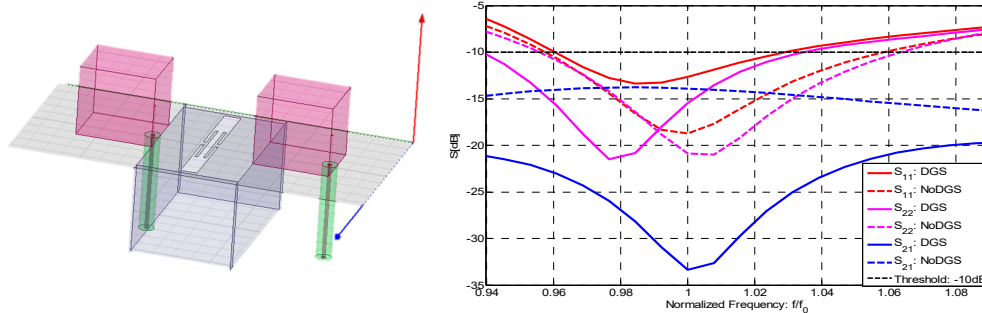 -5
-10
-15
-20
-25
-30
-35
S[dB]
0.94
0.96
0.98
1
1.02
1.04
1.06
1.08
Normalized Frequency: f/f0
S11: DGS
S11: NoDGS
S22: DGS
S22: NoDGS
S21: DGS
S21: NoDGS
Threshold: -10dB